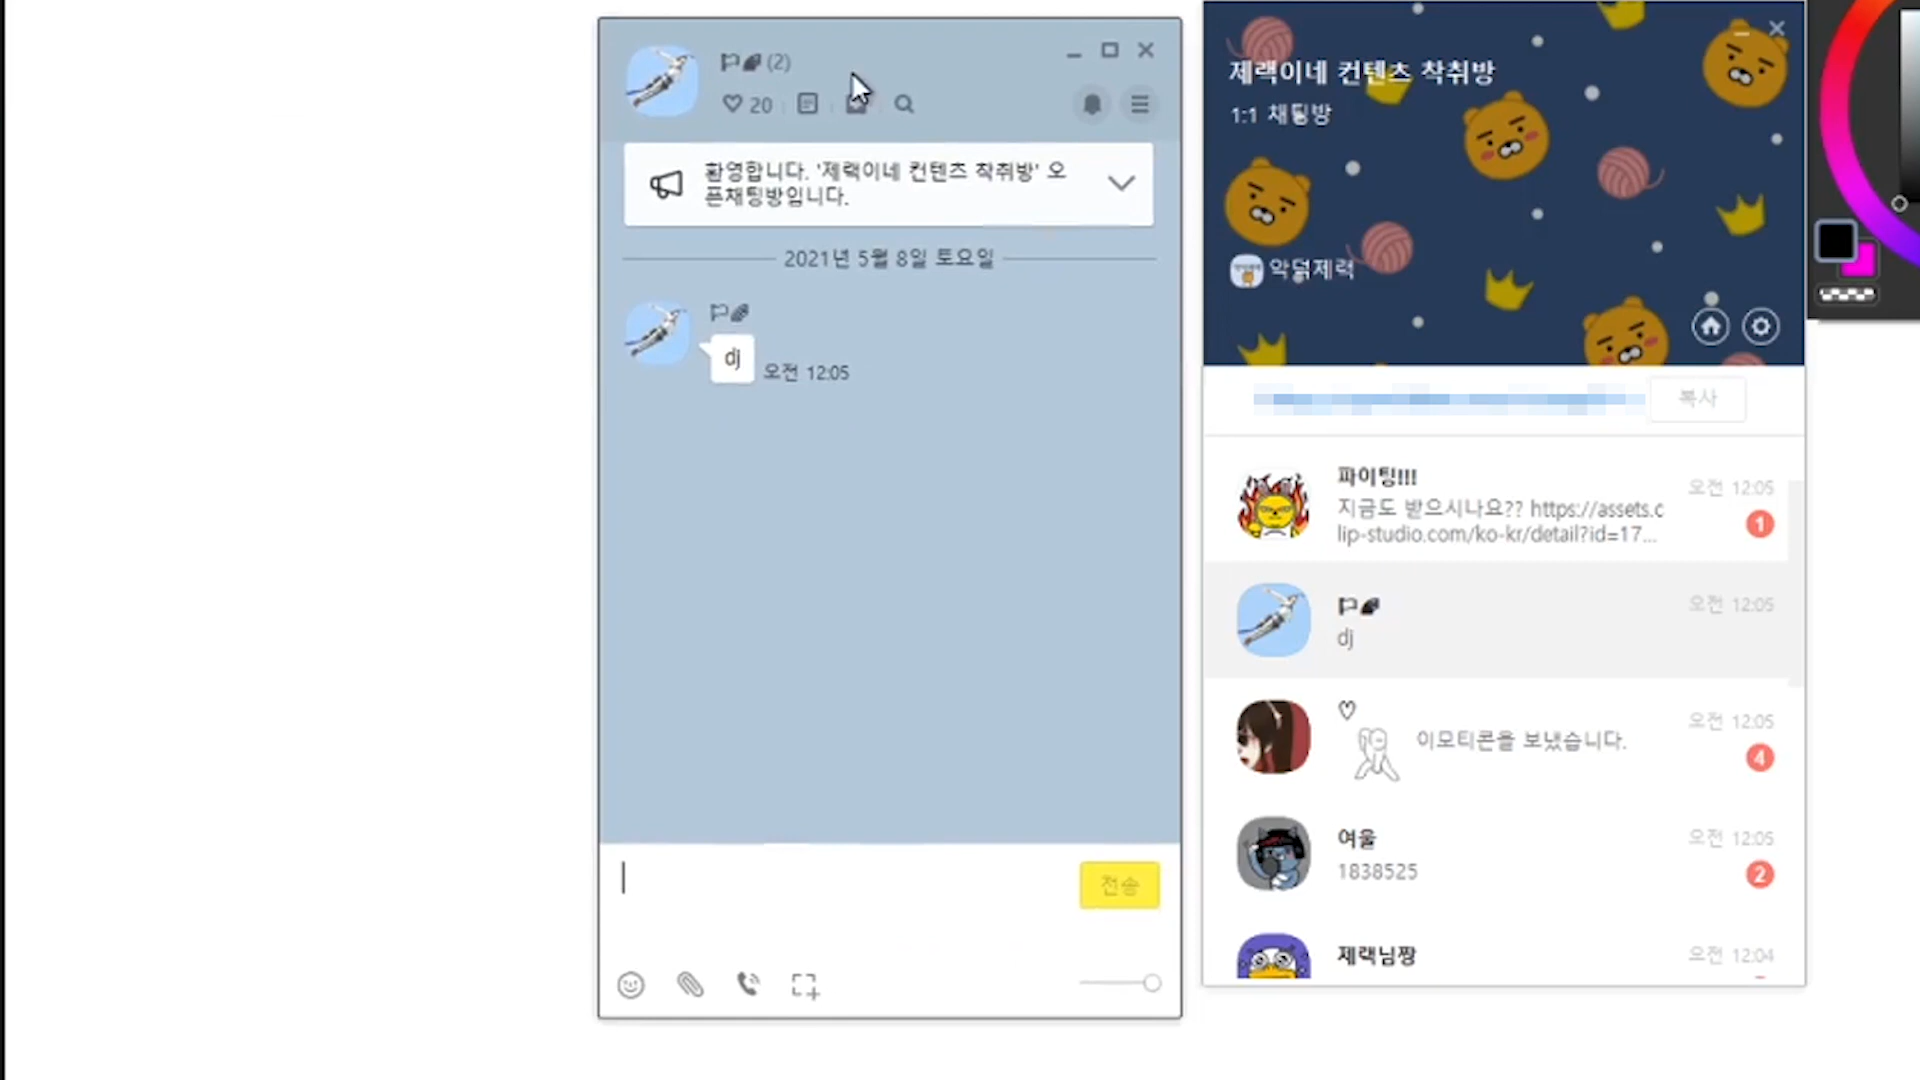 (2)
20
환영합니다. '제랙이네 컨텐츠 착취방' 오
픈채팅방입니다.
2021년 5월 8일 토요일
dj
오전 12:05
전송
제랙이네 컨텐츠 착취방
1:1 채팅방
악덕제랙
복사
파이팅!!!
오전 12:05
지금도 받으시나요?? https://assets.c
lip-studio.com/ko-kr/detail?id=17...
1
오전 12:05
dj
♡
오전 12:05
이모티콘을 보냈습니다.
4
여울
오전 12:05
1838525
2
제랙님짱
오전 12:04